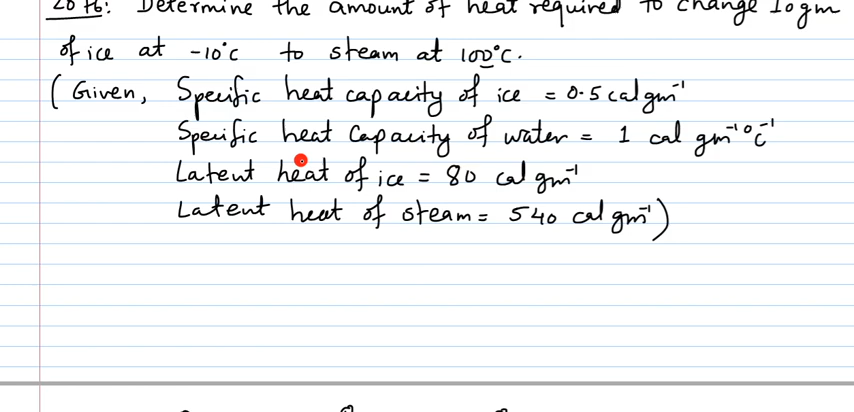 2018: Determine the amount of heat required to change 10gm
of ice at -10°c to steam at 100°C.
(Given, Specific heat capacity of ice = 0.5 cal gm⁻¹
Specific heat capacity of water = 1 cal gm⁻¹°c⁻¹
Latent heat of ice = 80 cal gm⁻¹
Latent heat of steam = 540 cal gm⁻¹)